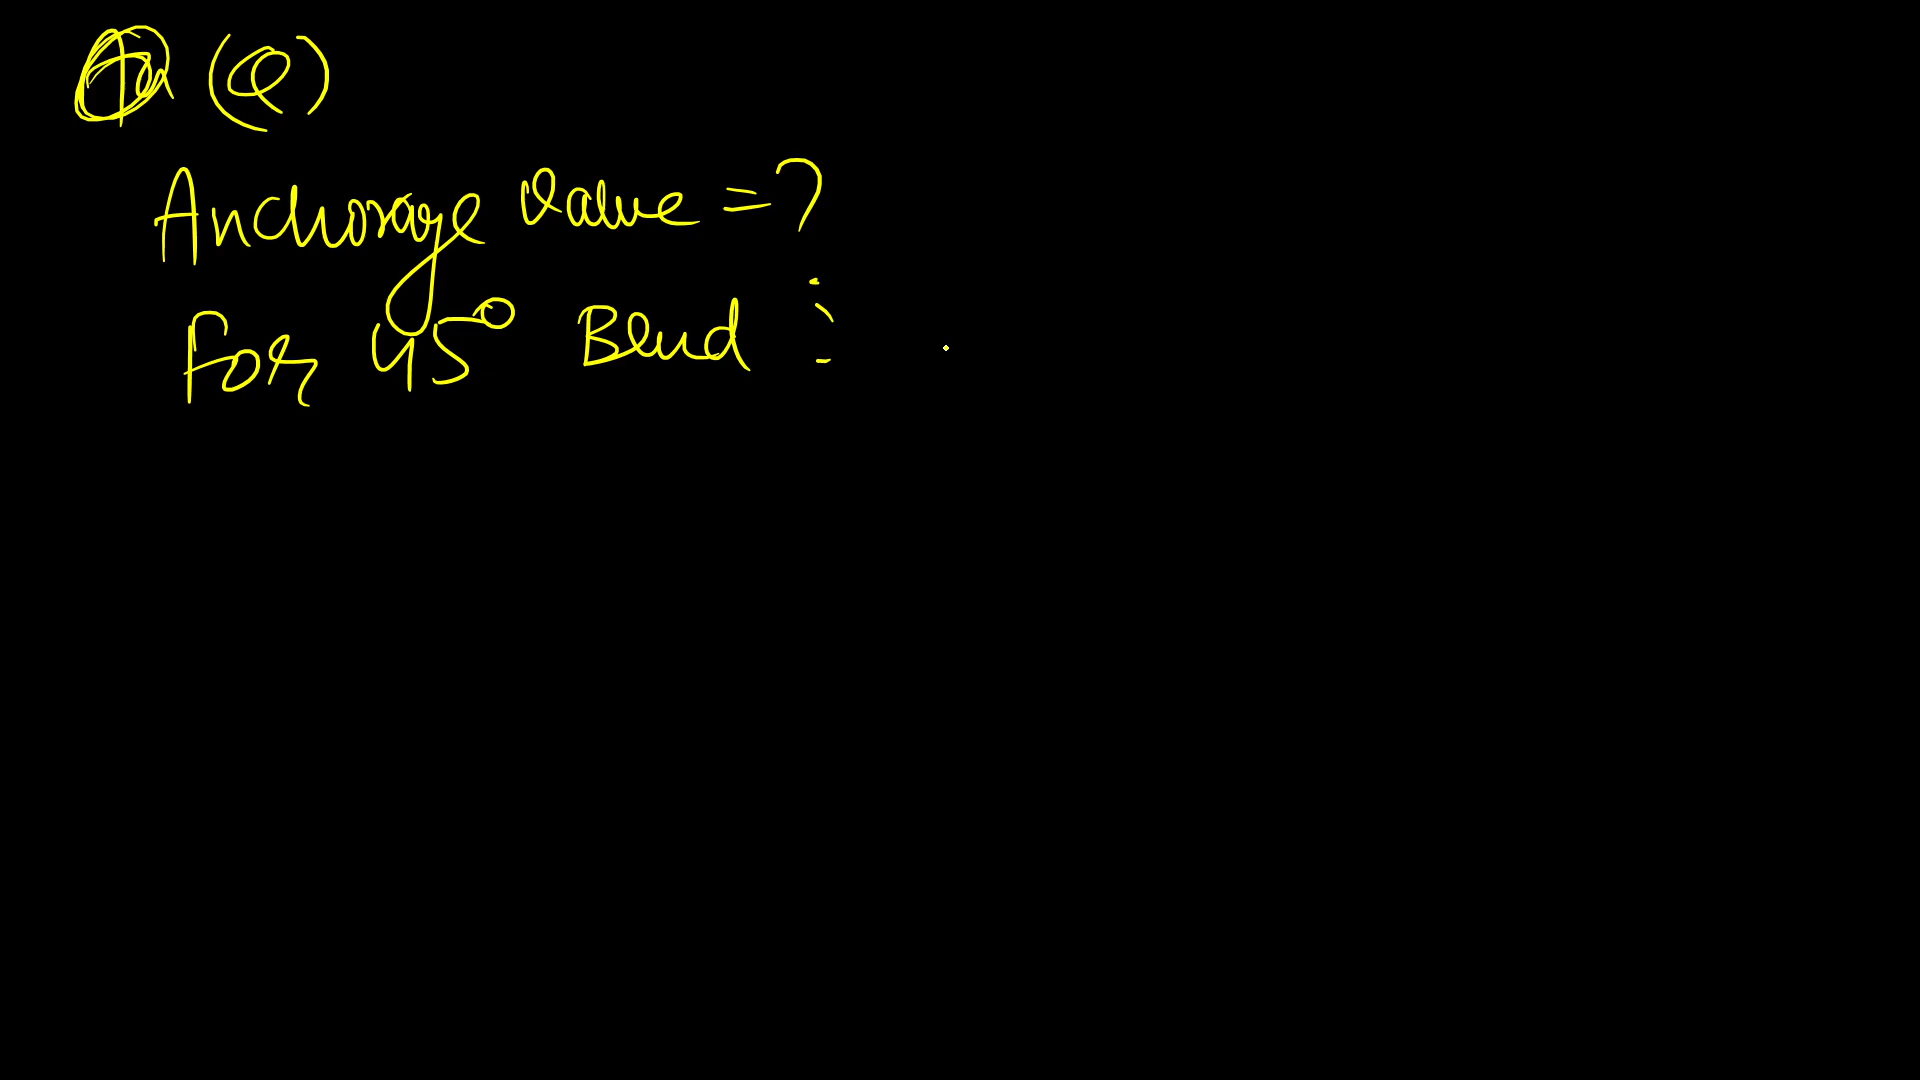 (Q)
Anchorage Value = ?
For 45° Bend :